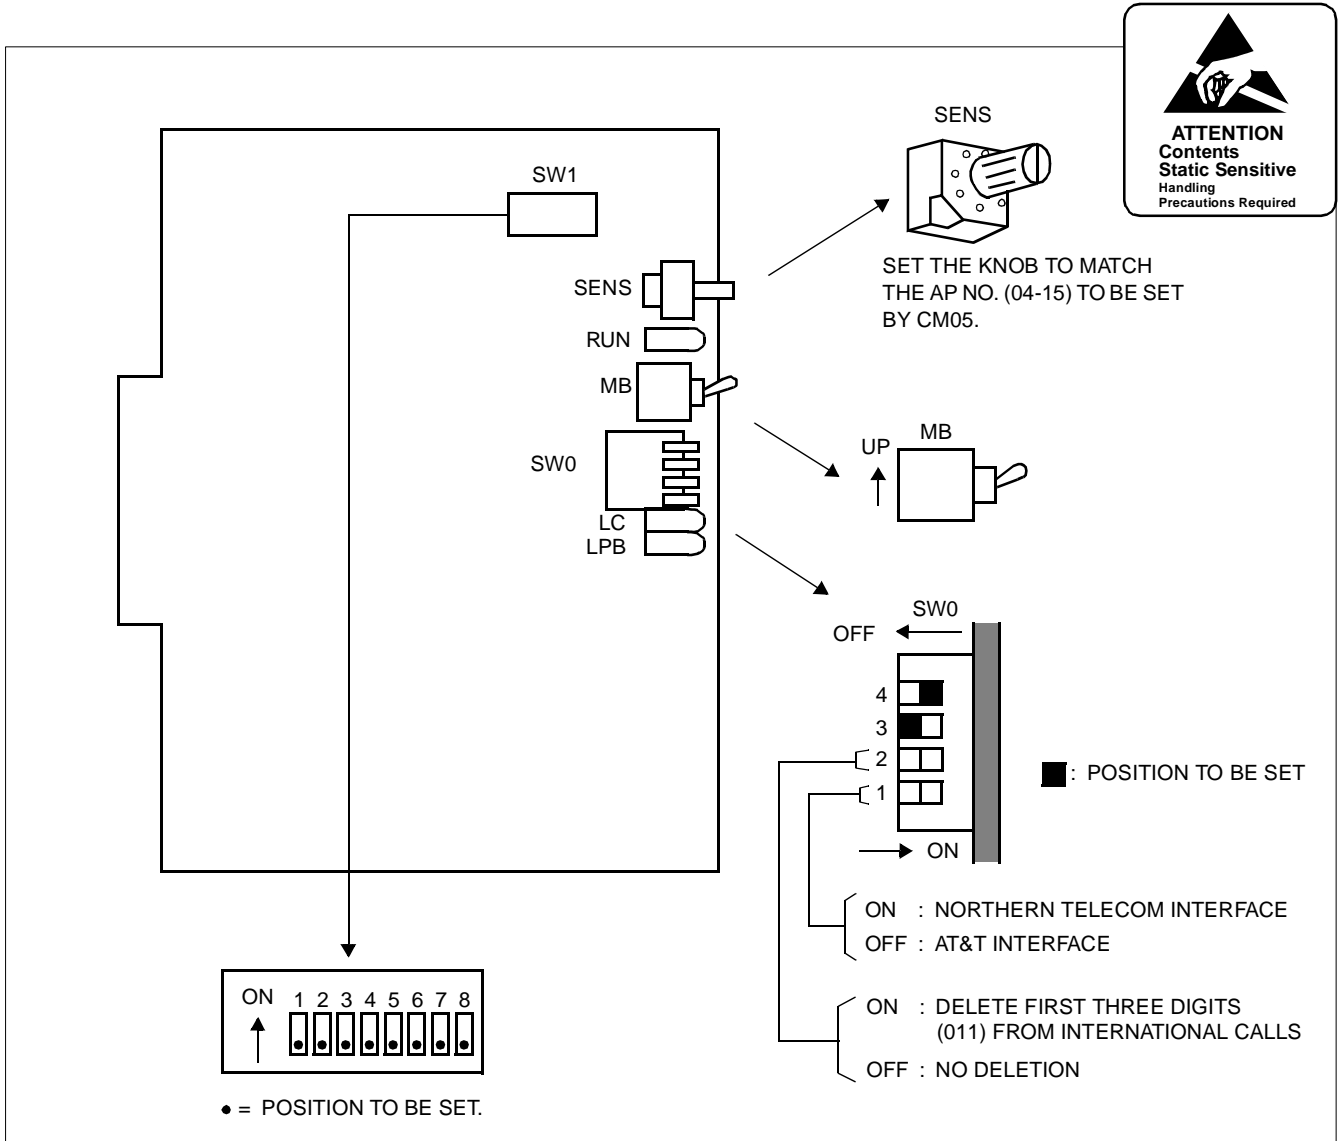 ATTENTION
Contents
Static Sensitive
Handling
Precautions Required
SENS
SET THE KNOB TO MATCH
THE AP NO. (04-15) TO BE SET
BY CM05.
SW1
SENS
RUN
MB
SW0
LC
LPB
MB
UP
SW0
OFF
4
3
2
1
ON
: POSITION TO BE SET
ON : NORTHERN TELECOM INTERFACE
OFF : AT&T INTERFACE
ON : DELETE FIRST THREE DIGITS
(011) FROM INTERNATIONAL CALLS
OFF : NO DELETION
ON 1 2 3 4 5 6 7 8
• = POSITION TO BE SET.